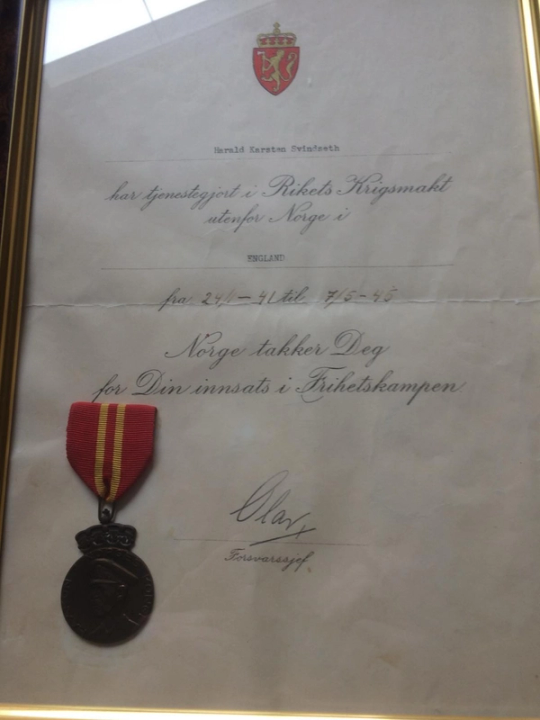 Harald Karsten Svindseth
har tjenestegjort i Rikets Krigsmakt
utenfor Norge i
ENGLAND
fra 24/1-41 til 7/5-45
Norge takker Deg
for Din innsats i Frihetskampen
Olav
Forsvarssjef.